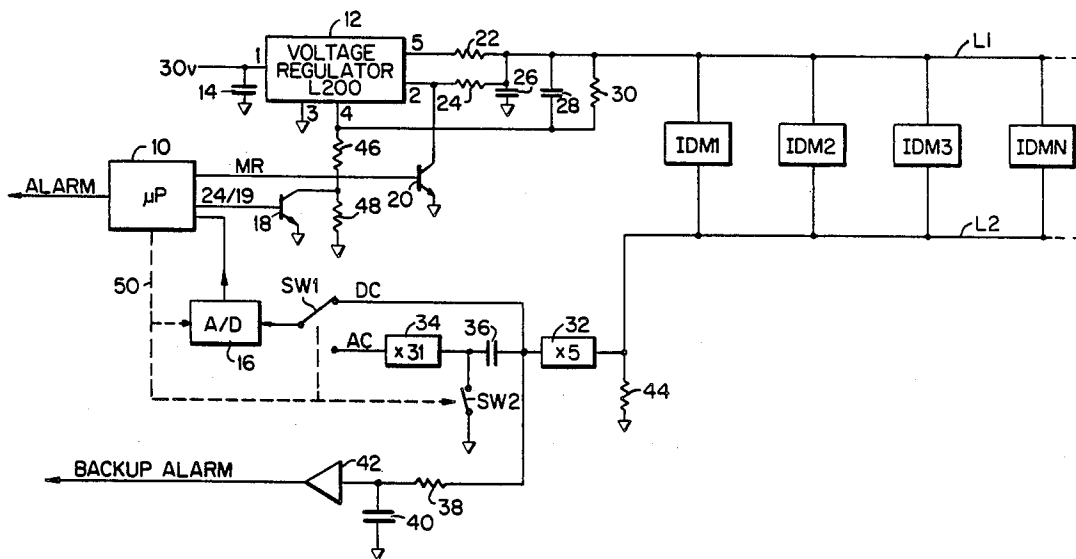 12
1
VOLTAGE
REGULATOR
L200
5
22
L1
30v
2
14
24
26
28
30
3
4
46
IDM1
IDM2
IDM3
IDMN
10
MR
ALARM
µP
24/19
18
48
20
L2
50
SW1
DC
A/D
16
AC
34
x31
36
32
x5
SW2
44
BACKUP ALARM
42
38
40